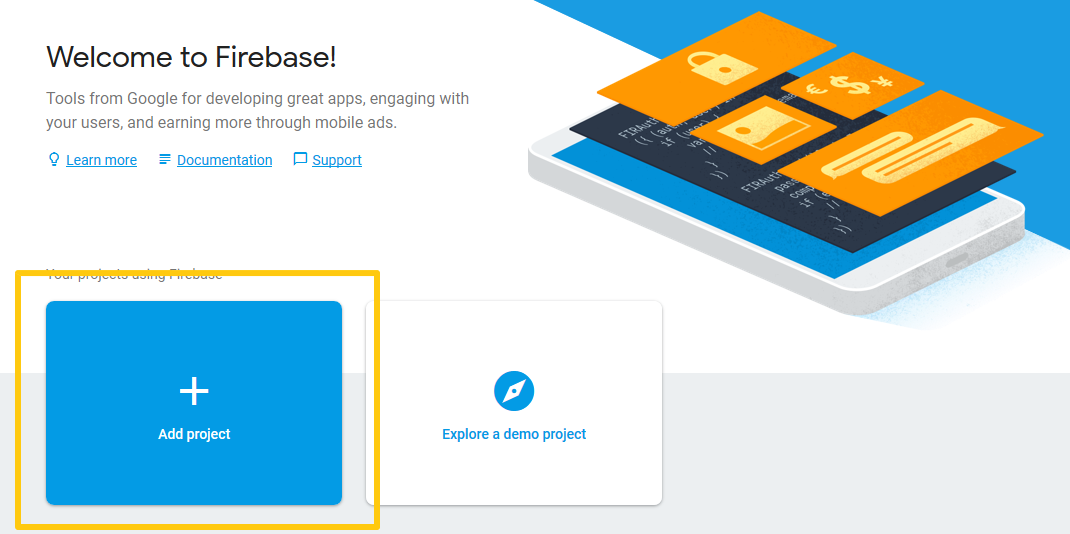 Welcome to Firebase!
Tools from Google for developing great apps, engaging with
your users, and earning more through mobile ads.
Learn more Documentation Support
Your projects using Firebase
Add project
Explore a demo project